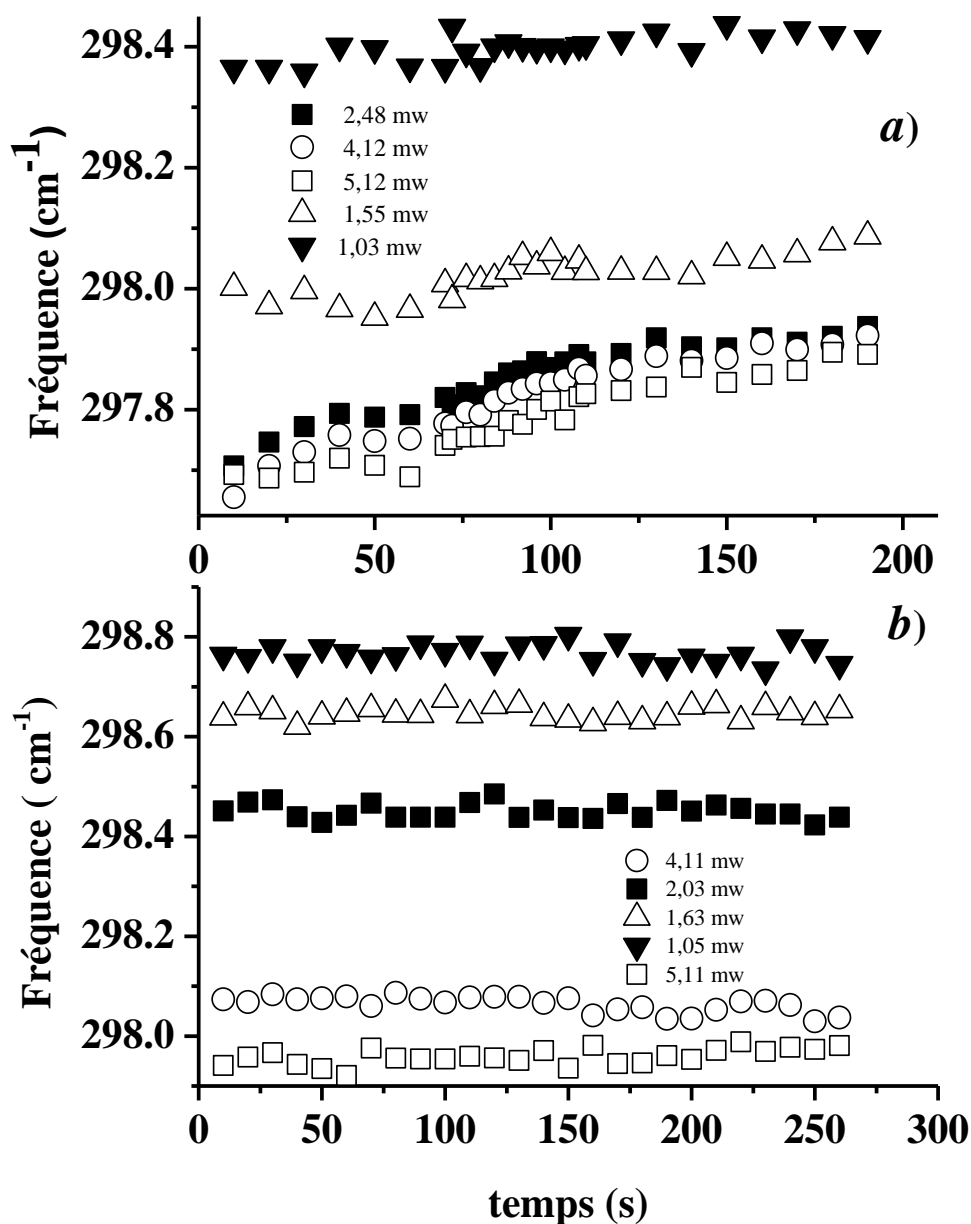 Fréquence (cm-1)
298.4
298.2
298.0
297.8
a)
2,48 mw
4,12 mw
5,12 mw
1,55 mw
1,03 mw
0 50 100 150 200
Fréquence ( cm-1)
298.8
298.6
298.4
298.2
298.0
b)
4,11 mw
2,03 mw
1,63 mw
1,05 mw
5,11 mw
0 50 100 150 200 250 300
temps (s)